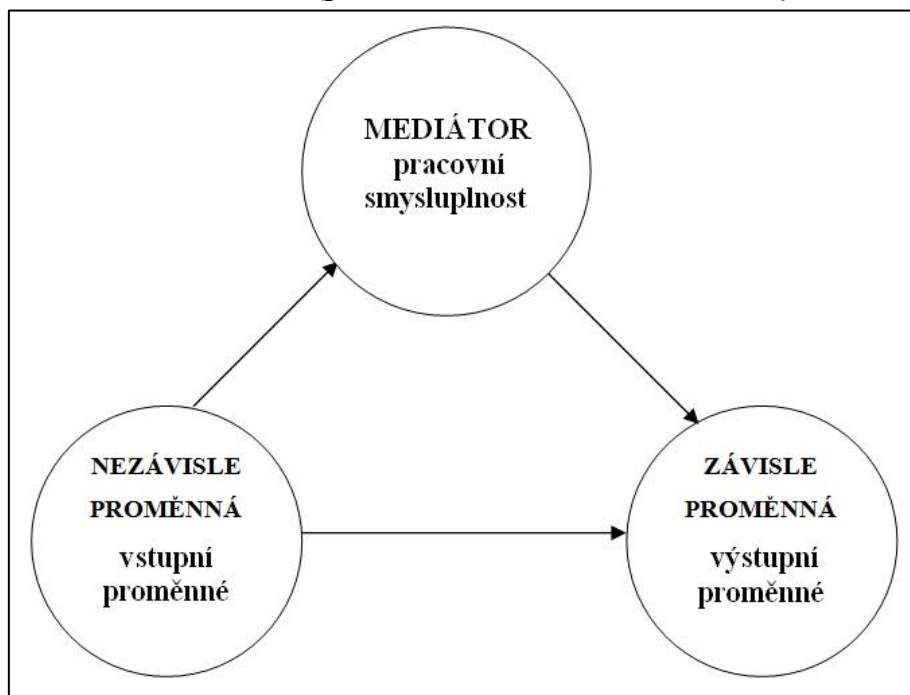 MEDIÁTOR
pracovní
smysluplnost
NEZÁVISLE
PROMĚNNÁ
vstupní
proměnné
ZÁVISLE
PROMĚNNÁ
výstupní
proměnné